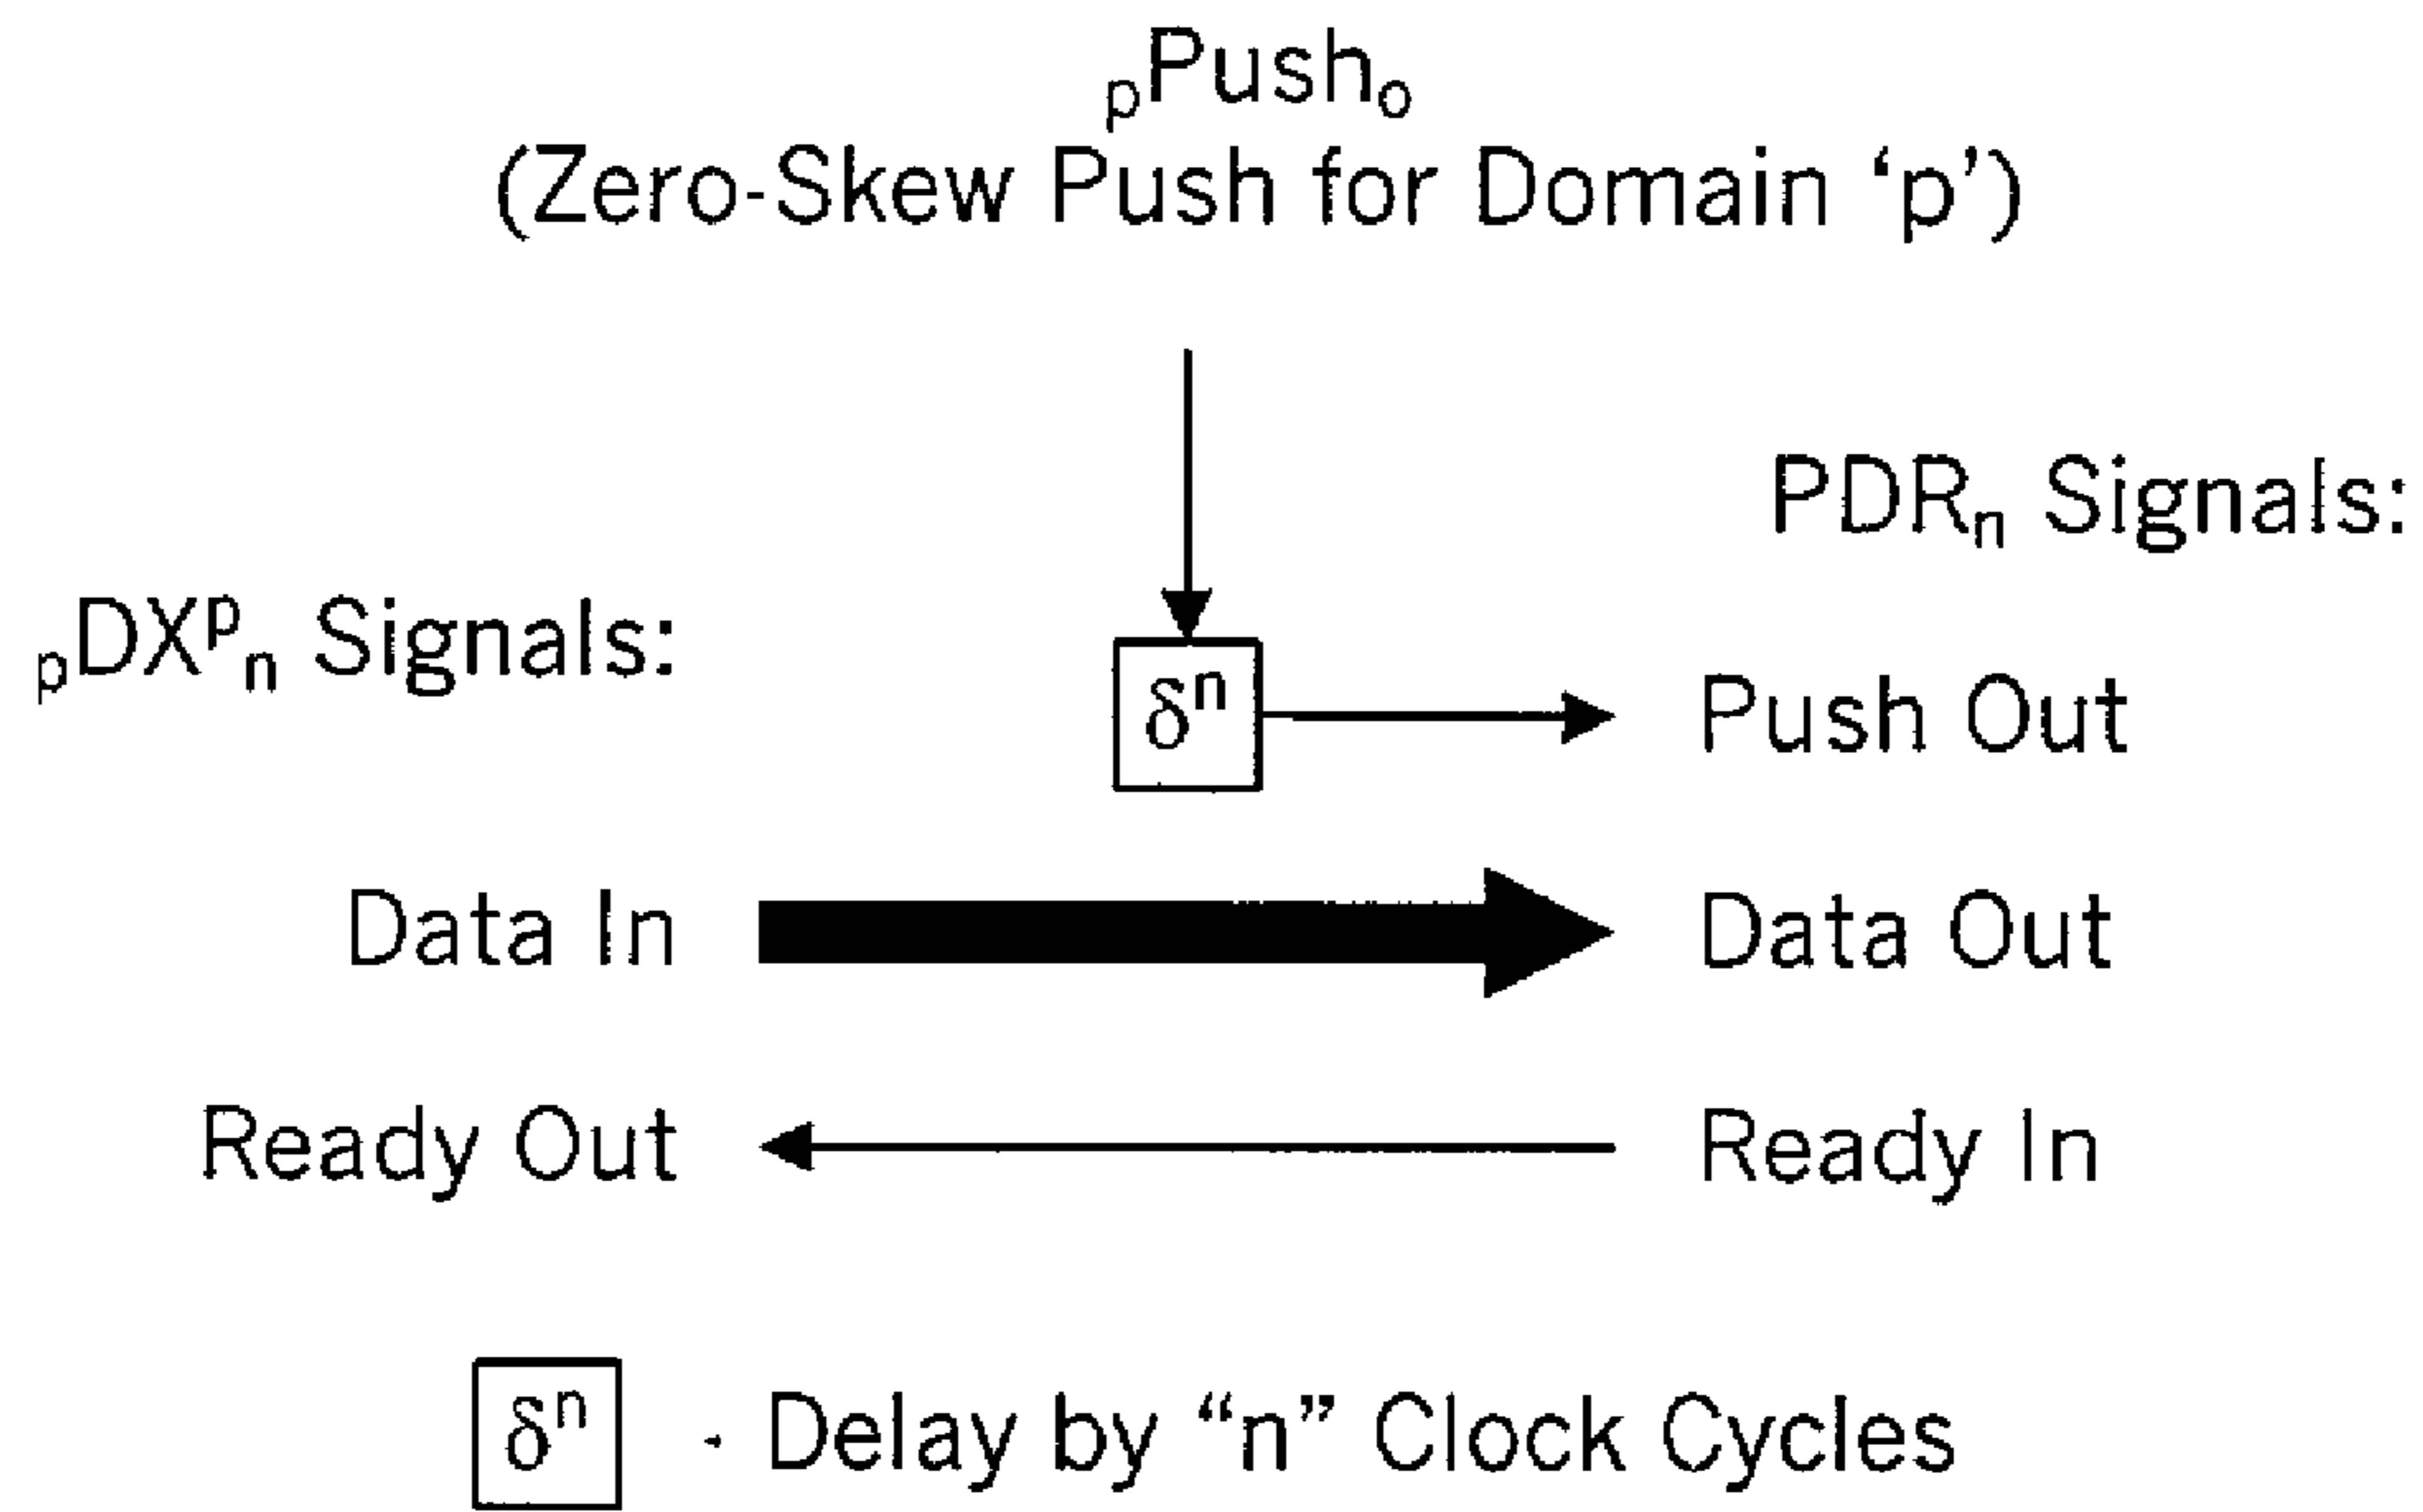 ₚPushₒ
(Zero-Skew Push for Domain ‘p’)
PDRₙ Signals:
ₚDXᵖₙ Signals:
δⁿ
Push Out
Data In
Data Out
Ready Out
Ready In
δⁿ - Delay by “n” Clock Cycles